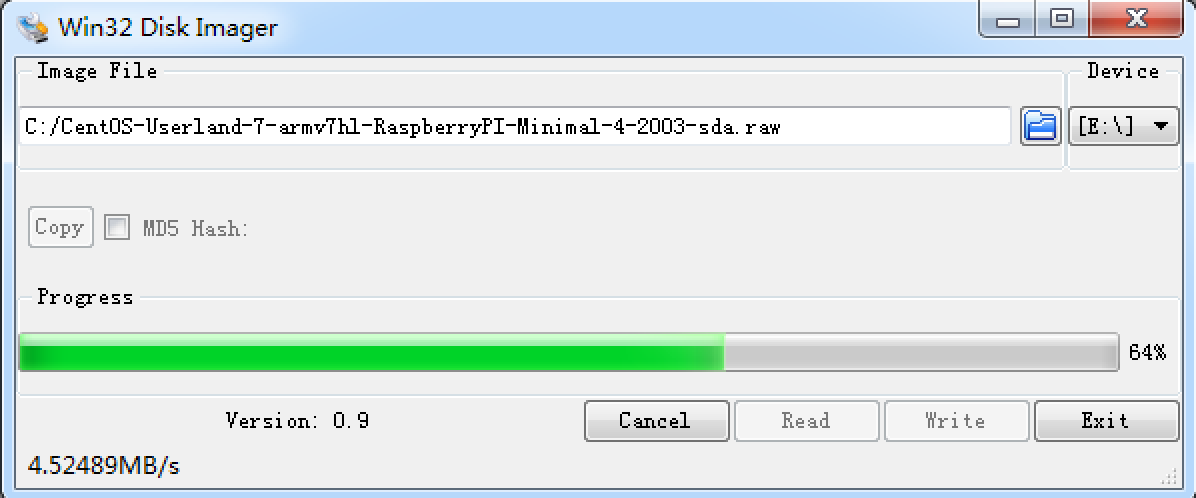 Win32 Disk Imager
Image File
Device
C:/CentOS-Userland-7-armv7hl-RaspberryPI-Minimal-4-2003-sda.raw
[E:\]
Copy
MD5 Hash:
Progress
64%
Version: 0.9
Cancel
Read
Write
Exit
4.52489MB/s